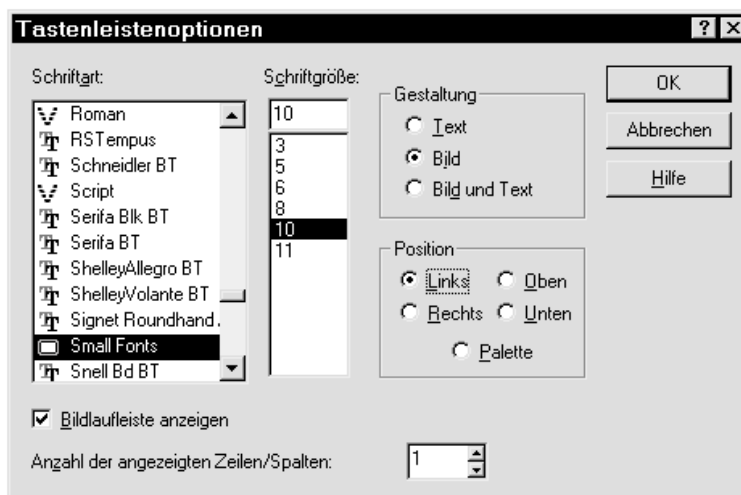 Tastenleistenoptionen
Schriftart:
Roman
RSTempus
Schneidler BT
Script
Serifa Blk BT
Serifa BT
ShelleyAllegro BT
ShelleyVolante BT
Signet Roundhand
Small Fonts
Snell Bd BT
Schriftgröße:
10
3
5
6
8
10
11
Gestaltung
Text
Bild
Bild und Text
Position
Links Oben
Rechts Unten
Palette
OK
Abbrechen
Hilfe
Bildlaufleiste anzeigen
Anzahl der angezeigten Zeilen/Spalten: 1